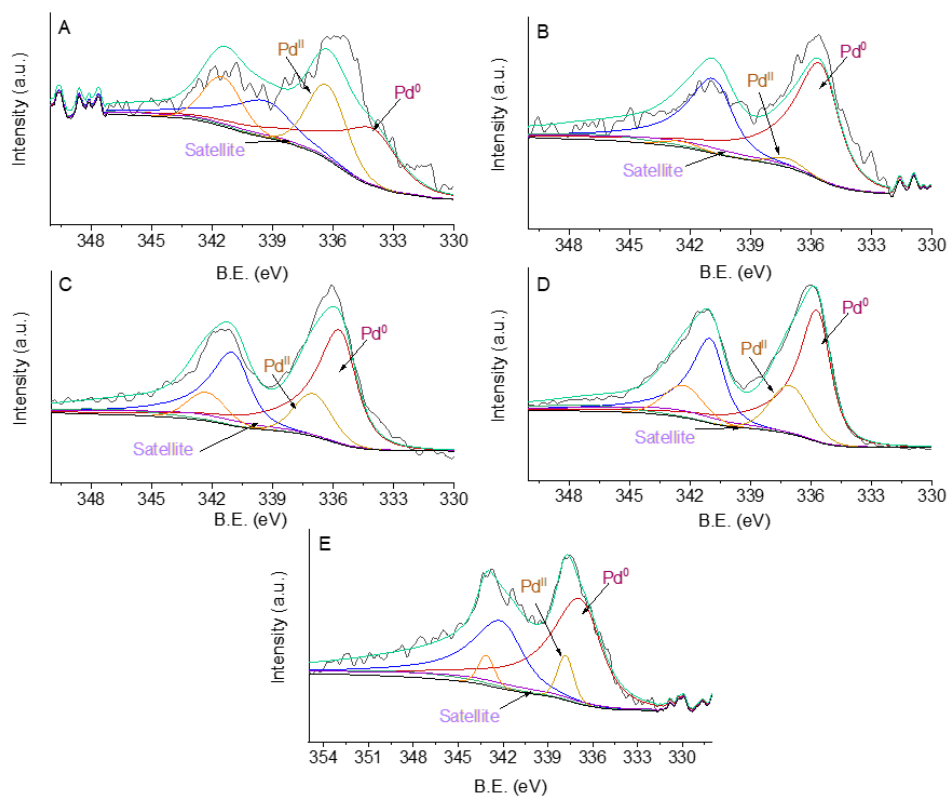 A
Pd^II
Pd^0
Satellite
Intensity (a.u.)
348 345 342 339 336 333 330
B.E. (eV)
B
Pd^II
Pd^0
Satellite
Intensity (a.u.)
348 345 342 339 336 333 330
B.E. (eV)
C
Pd^0
Pd^II
Satellite
Intensity (a.u.)
348 345 342 339 336 333 330
B.E. (eV)
D
Pd^0
Pd^II
Satellite
Intensity (a.u.)
348 345 342 339 336 333 330
B.E. (eV)
E
Pd^II
Pd^0
Satellite
Intensity (a.u.)
354 351 348 345 342 339 336 333 330
B.E. (eV)